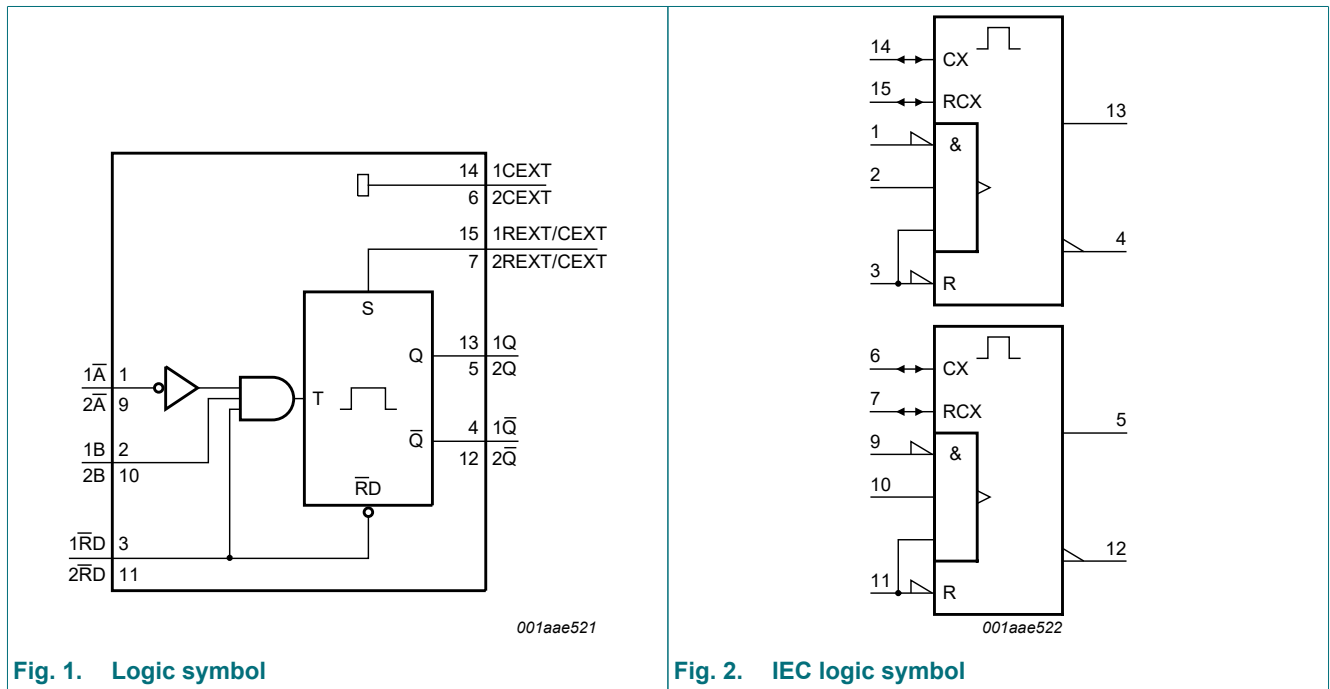 14 1CEXT
6 2CEXT
15 1REXT/CEXT
7 2REXT/CEXT
S
Q 13 1Q
5 2Q
1A̅ 1
2A̅ 9
T
Q̅ 4 1Q̅
12 2Q̅
1B 2
2B 10
R̅D
1R̅D 3
2R̅D 11
001aae521
Fig. 1. Logic symbol
14 CX
15 RCX
13
1 &
2
4
3 R
6 CX
7 RCX
5
9 &
10
12
11 R
001aae522
Fig. 2. IEC logic symbol